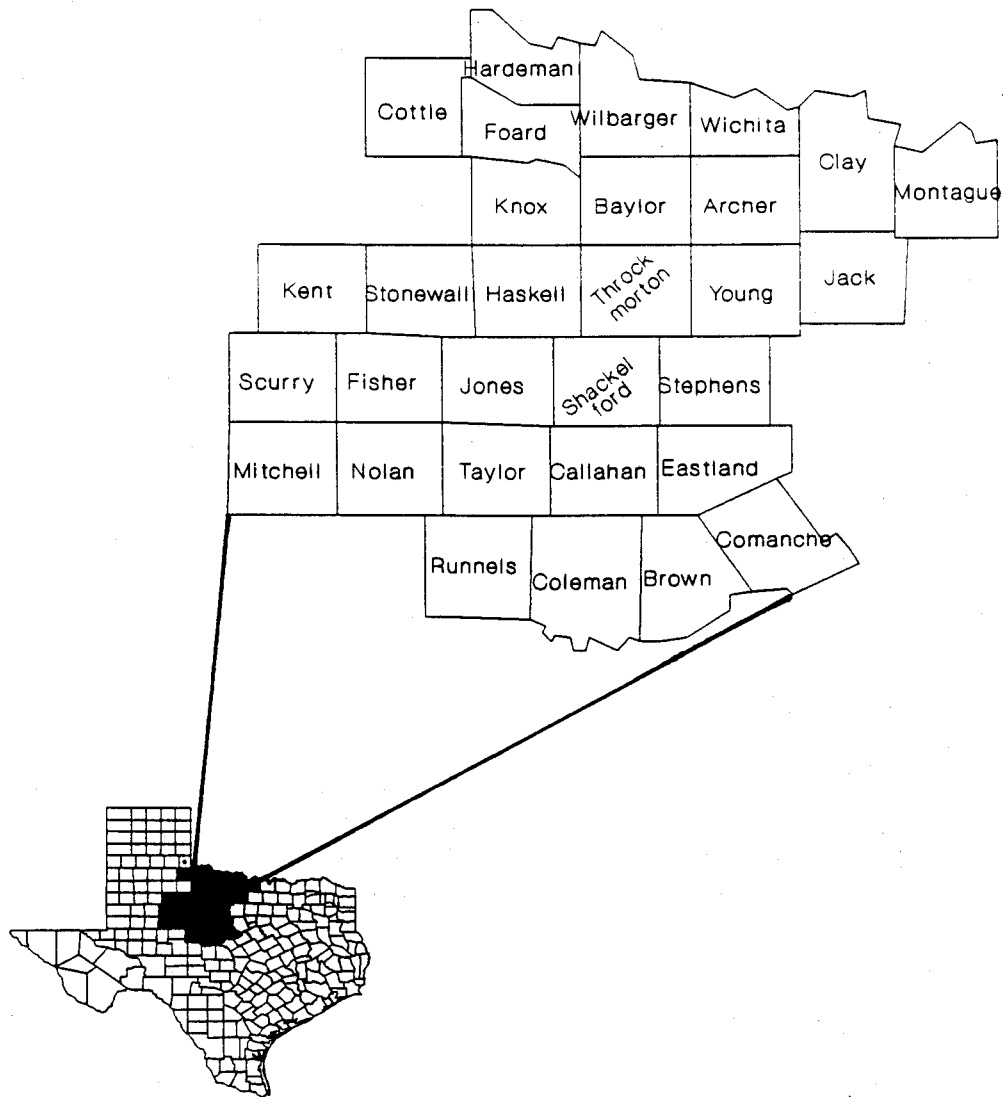 Hardeman
Cottle
Foard
Wilbarger
Wichita
Clay
Montague
Knox
Baylor
Archer
Kent
Stonewall
Haskell
Throck
morton
Young
Jack
Scurry
Fisher
Jones
Shackel
ford
Stephens
Mitchell
Nolan
Taylor
Callahan
Eastland
Runnels
Coleman
Brown
Comanche